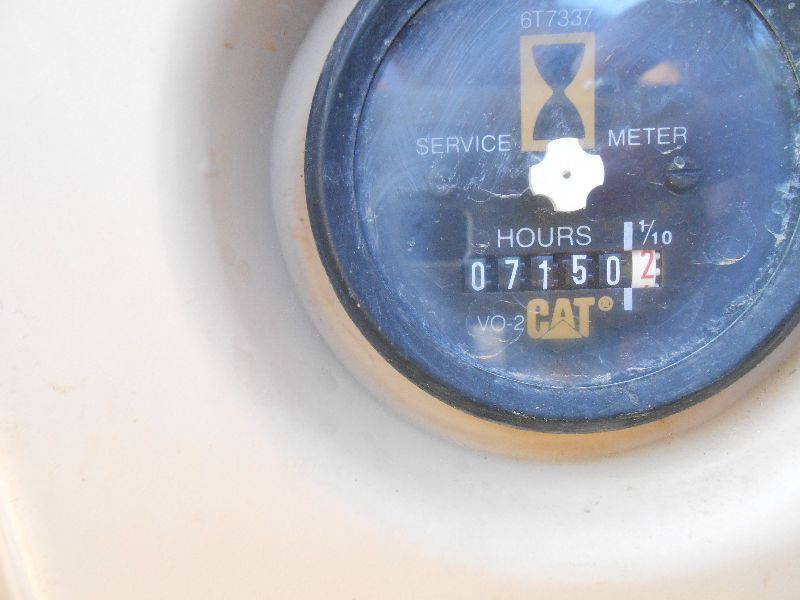 6T7337
SERVICE METER
HOURS 1/10
071502
VO-2 CAT®